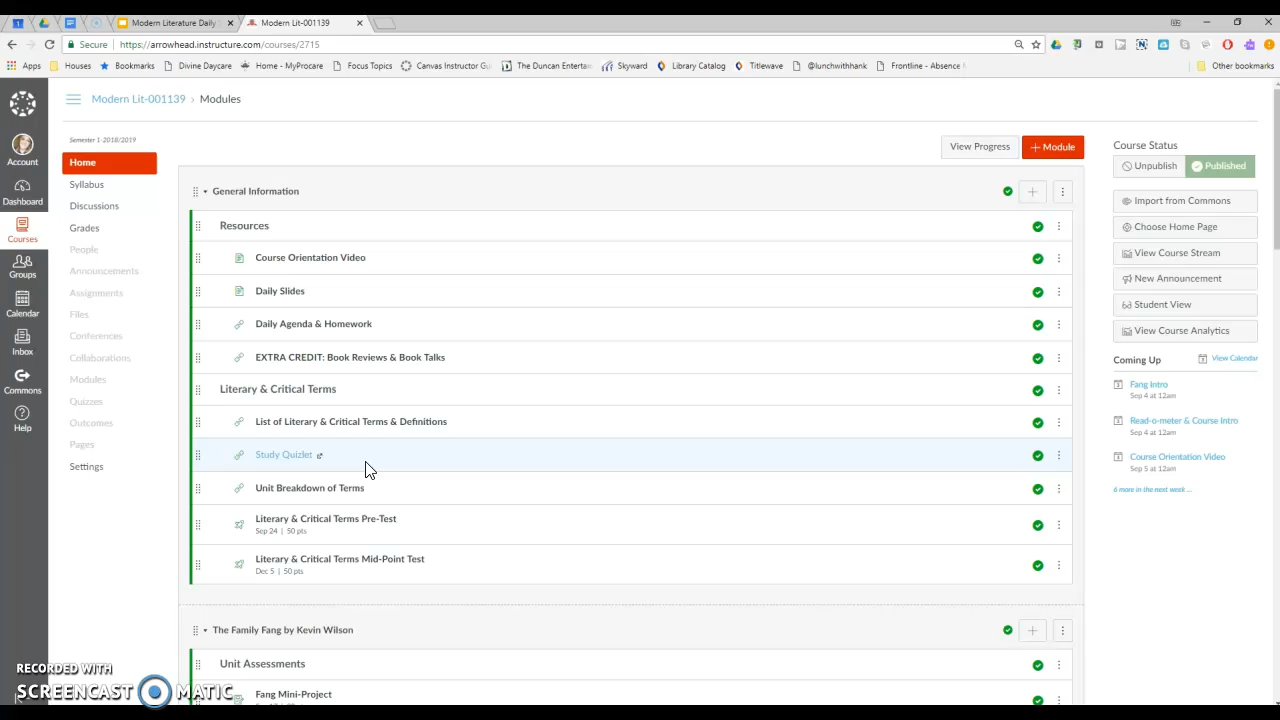 Modern Literature Daily
Modern Lit-001139
Secure
https://arrowhead.instructure.com/courses/2715
Apps
Houses
Bookmarks
Divine Daycare
Home - MyProcare
Focus Topics
Canvas Instructor Gu
The Duncan Enterta
Skyward
Library Catalog
Titlewave
@lunchwithhank
Frontline - Absence
Other bookmarks
Modern Lit-001139 › Modules
Account
Dashboard
Courses
Groups
Calendar
Inbox
Commons
Help
Semester 1-2018/2019
Home
Syllabus
Discussions
Grades
People
Announcements
Assignments
Files
Conferences
Collaborations
Modules
Quizzes
Outcomes
Pages
Settings
View Progress
+ Module
General Information
Resources
Course Orientation Video
Daily Slides
Daily Agenda & Homework
EXTRA CREDIT: Book Reviews & Book Talks
Literary & Critical Terms
List of Literary & Critical Terms & Definitions
Study Quizlet
Unit Breakdown of Terms
Literary & Critical Terms Pre-Test
Sep 24 | 50 pts
Literary & Critical Terms Mid-Point Test
Dec 5 | 50 pts
The Family Fang by Kevin Wilson
Unit Assessments
Fang Mini-Project
Course Status
Unpublish
Published
Import from Commons
Choose Home Page
View Course Stream
New Announcement
Student View
View Course Analytics
Coming Up
View Calendar
Fang Intro
Sep 4 at 12am
Read-o-meter & Course Intro
Sep 4 at 12am
Course Orientation Video
Sep 5 at 12am
6 more in the next week ...
RECORDED WITH
SCREENCAST MATIC